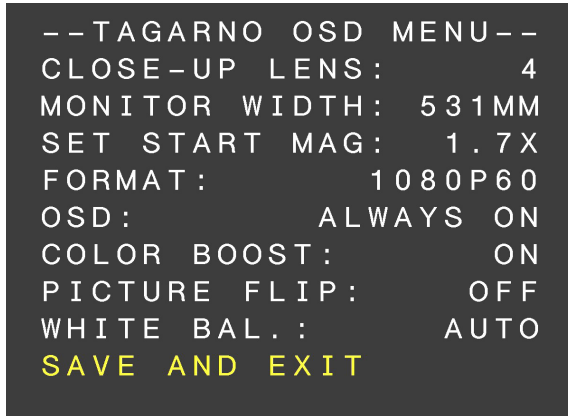 --TAGARNO OSD MENU--
CLOSE-UP LENS: 4
MONITOR WIDTH: 531MM
SET START MAG: 1.7X
FORMAT: 1080P60
OSD: ALWAYS ON
COLOR BOOST: ON
PICTURE FLIP: OFF
WHITE BAL.: AUTO
SAVE AND EXIT